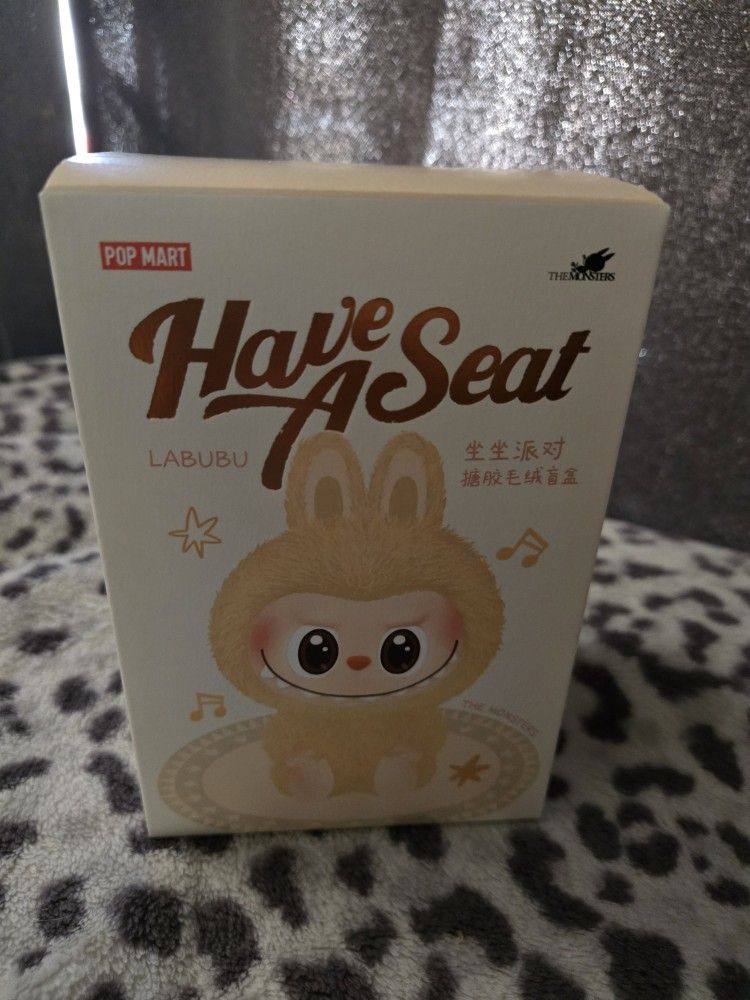 POP MART
THE MONSTERS
Have
A Seat
LABUBU
坐坐派对
搪胶毛绒盲盒
THE MONSTERS